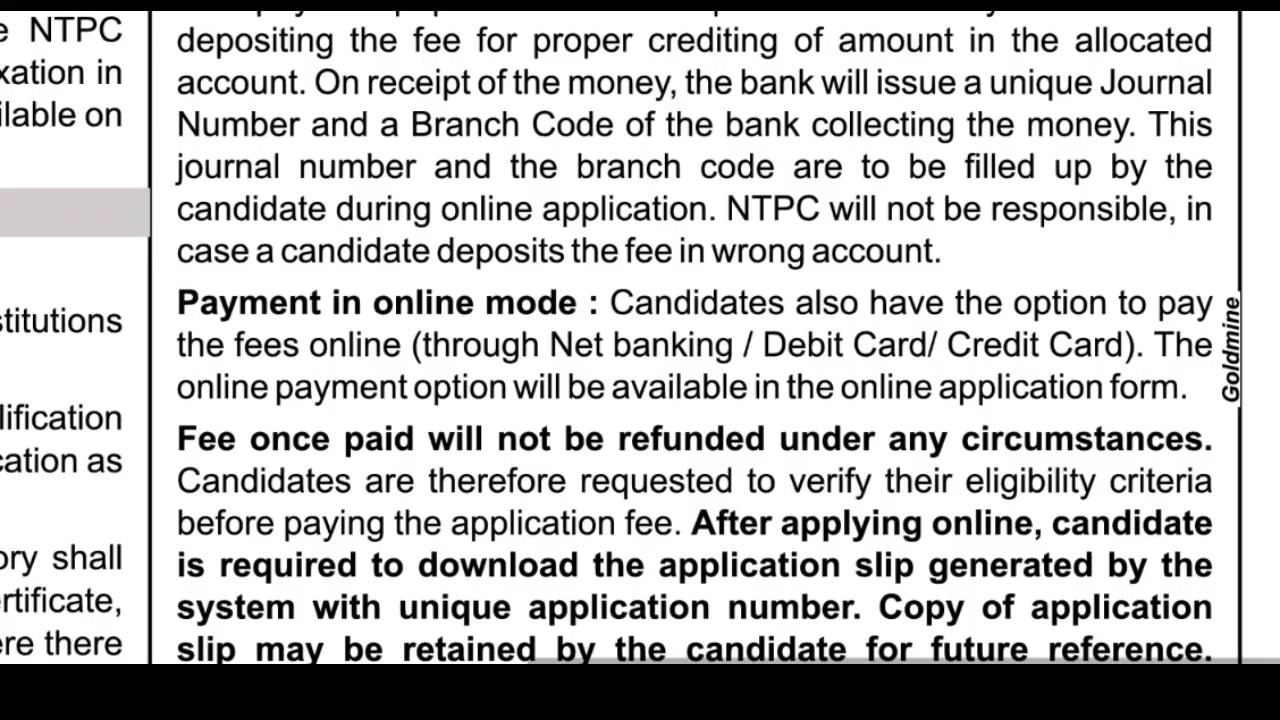 NTPC
in
on
depositing the fee for proper crediting of amount in the allocated
account. On receipt of the money, the bank will issue a unique Journal
Number and a Branch Code of the bank collecting the money. This
journal number and the branch code are to be filled up by the
candidate during online application. NTPC will not be responsible, in
case a candidate deposits the fee in wrong account.
Payment in online mode : Candidates also have the option to pay
the fees online (through Net banking / Debit Card/ Credit Card). The
online payment option will be available in the online application form.
Fee once paid will not be refunded under any circumstances.
Candidates are therefore requested to verify their eligibility criteria
before paying the application fee. After applying online, candidate
is required to download the application slip generated by the
system with unique application number. Copy of application
slip may be retained by the candidate for future reference.
as
shall
there
Goldmine